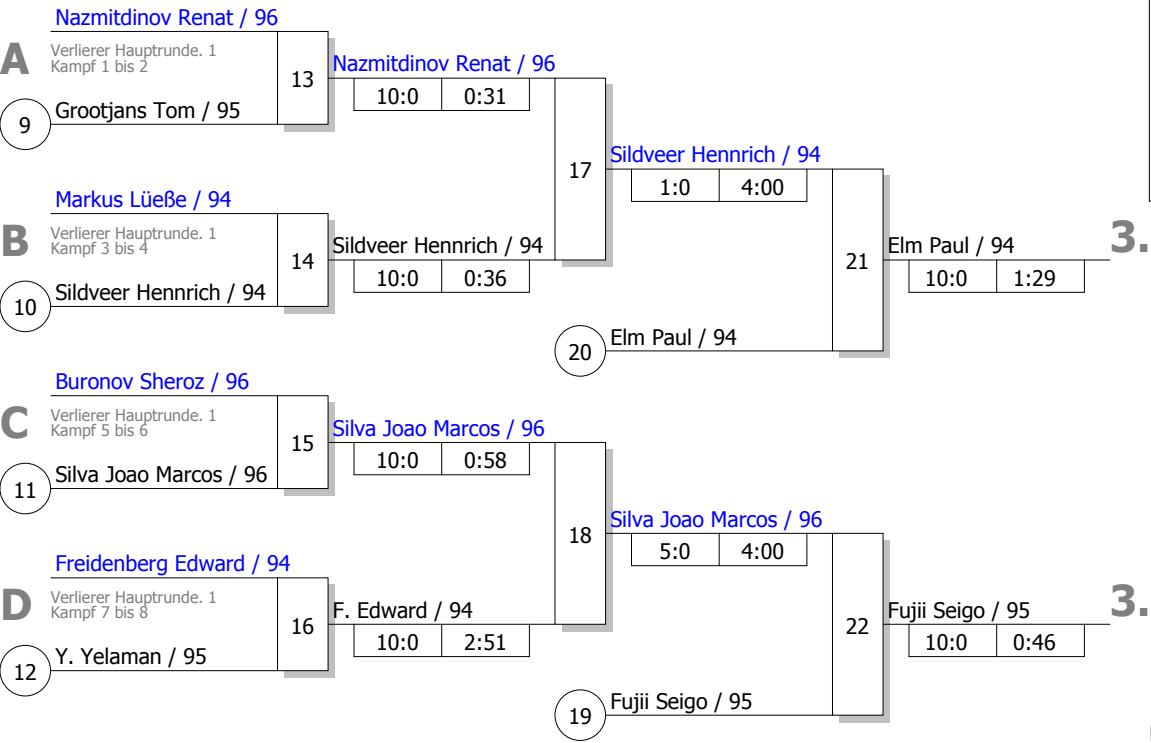 Nazmitdinov Renat / 96
A
Verlierer Hauptrunde. 1
Kampf 1 bis 2
13
Nazmitdinov Renat / 96
10:0 0:31
9
Grootjans Tom / 95
17
Sildveer Hennrich / 94
1:0 4:00
Markus Lüeße / 94
B
Verlierer Hauptrunde. 1
Kampf 3 bis 4
14
Sildveer Hennrich / 94
10:0 0:36
10
Sildveer Hennrich / 94
21
Elm Paul / 94
10:0 1:29
3.
20
Elm Paul / 94
Buronov Sheroz / 96
C
Verlierer Hauptrunde. 1
Kampf 5 bis 6
15
Silva Joao Marcos / 96
10:0 0:58
11
Silva Joao Marcos / 96
18
Silva Joao Marcos / 96
5:0 4:00
Freidenberg Edward / 94
D
Verlierer Hauptrunde. 1
Kampf 7 bis 8
16
F. Edward / 94
10:0 2:51
12
Y. Yelaman / 95
22
Fujii Seigo / 95
10:0 0:46
3.
19
Fujii Seigo / 95